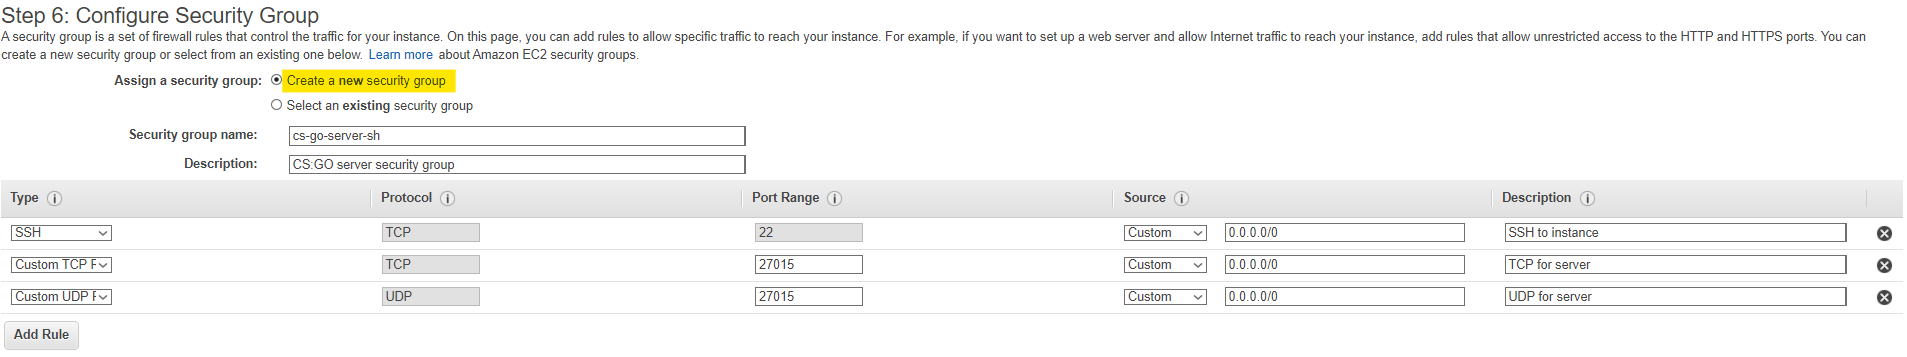 Step 6: Configure Security Group
A security group is a set of firewall rules that control the traffic for your instance. On this page, you can add rules to allow specific traffic to reach your instance. For example, if you want to set up a web server and allow Internet traffic to reach your instance, add rules that allow unrestricted access to the HTTP and HTTPS ports. You can
create a new security group or select from an existing one below. Learn more about Amazon EC2 security groups.
Assign a security group: Create a new security group
Select an existing security group
Security group name: cs-go-server-sh
Description: CS:GO server security group
Type i Protocol i Port Range i Source i Description i
SSH TCP 22 Custom 0.0.0.0/0 SSH to instance
Custom TCP F TCP 27015 Custom 0.0.0.0/0 TCP for server
Custom UDP F UDP 27015 Custom 0.0.0.0/0 UDP for server
Add Rule